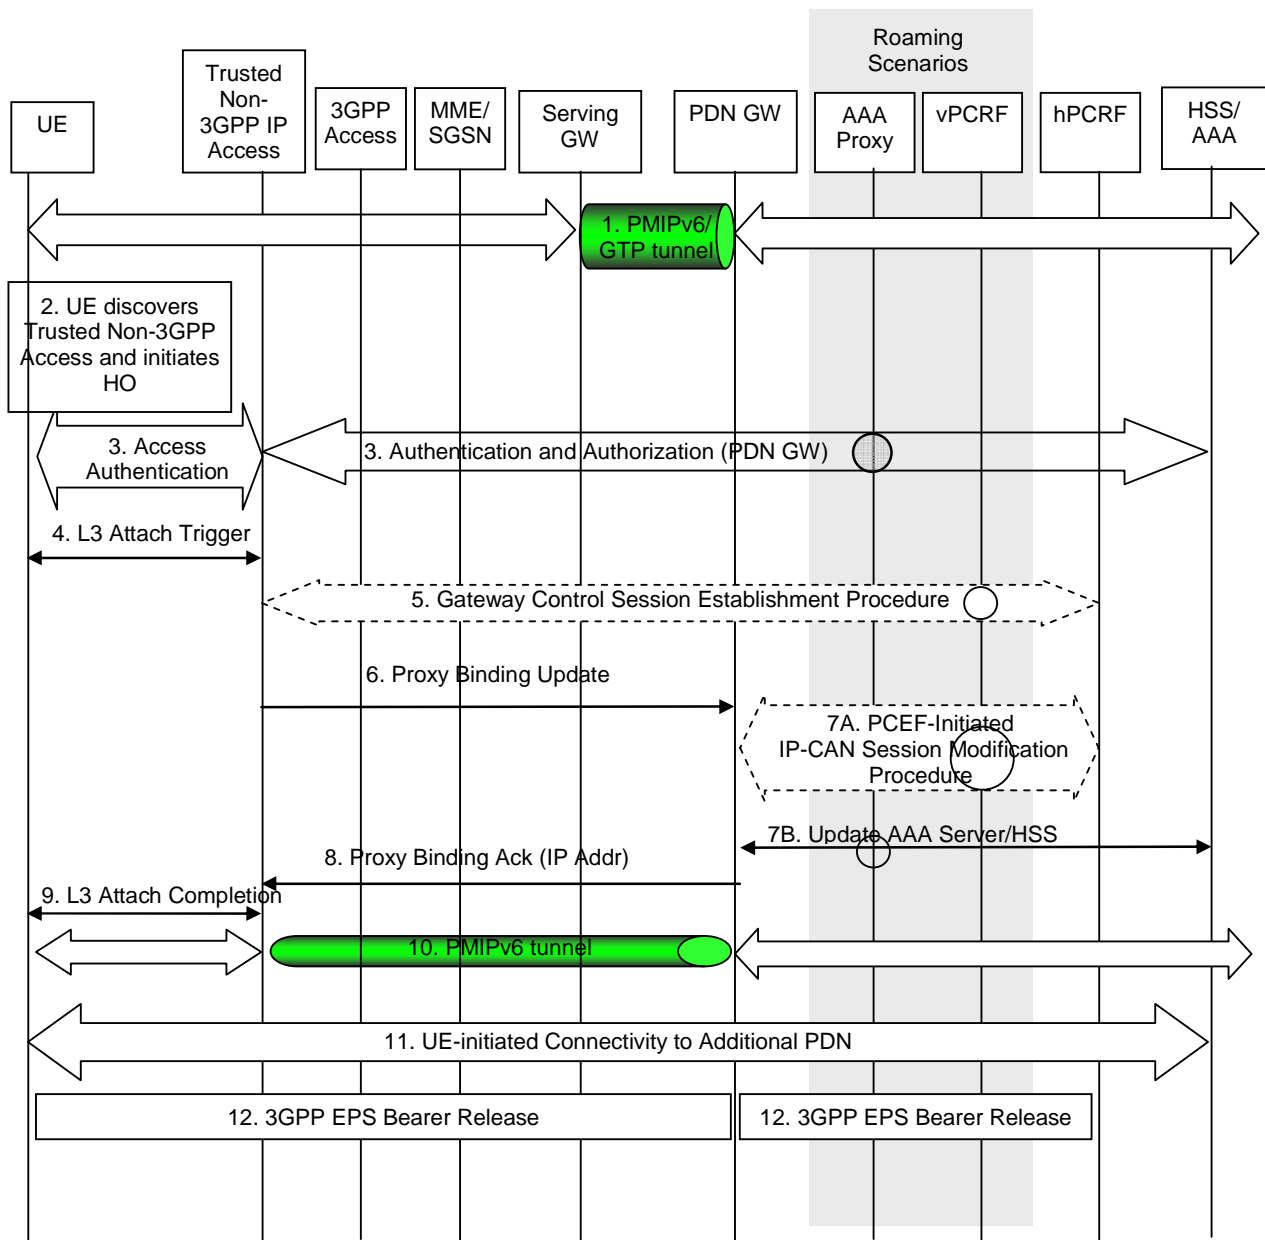 Roaming
Scenarios
UE
Trusted
Non-
3GPP IP
Access
3GPP
Access
MME/
SGSN
Serving
GW
PDN GW
AAA
Proxy
vPCRF
hPCRF
HSS/
AAA
1. PMIPv6/
GTP tunnel
2. UE discovers
Trusted Non-3GPP
Access and initiates
HO
3. Access
Authentication
3. Authentication and Authorization (PDN GW)
4. L3 Attach Trigger
5. Gateway Control Session Establishment Procedure
6. Proxy Binding Update
7A. PCEF-Initiated
IP-CAN Session Modification
Procedure
7B. Update AAA Server/HSS
8. Proxy Binding Ack (IP Addr)
9. L3 Attach Completion
10. PMIPv6 tunnel
11. UE-initiated Connectivity to Additional PDN
12. 3GPP EPS Bearer Release
12. 3GPP EPS Bearer Release